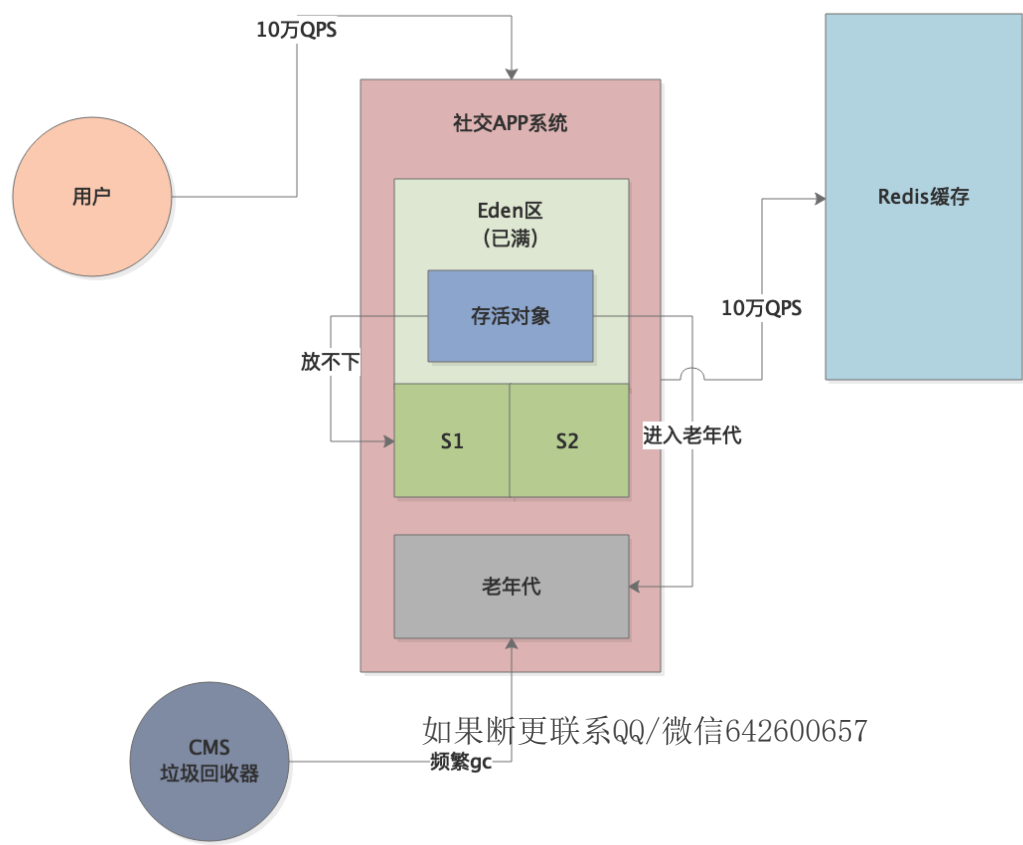 10万QPS
社交APP系统
用户
Eden区
（已满）
Redis缓存
存活对象
10万QPS
放不下
S1
S2
进入老年代
老年代
如果断更联系QQ/微信642600657
CMS
垃圾回收器
频繁gc